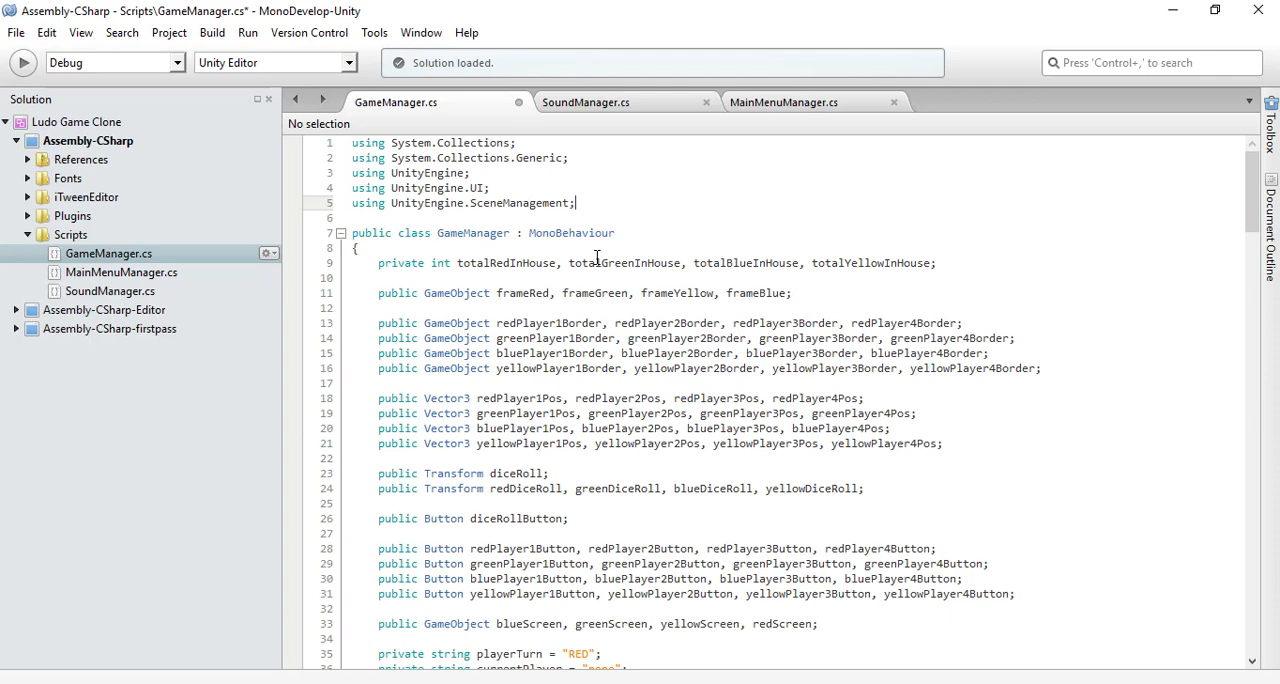 Assembly-CSharp - Scripts\GameManager.cs* - MonoDevelop-Unity
File Edit View Search Project Build Run Version Control Tools Window Help
Debug Unity Editor Solution loaded. Press 'Control+,' to search
Solution
Ludo Game Clone
Assembly-CSharp
References
Fonts
iTweenEditor
Plugins
Scripts
GameManager.cs
MainMenuManager.cs
SoundManager.cs
Assembly-CSharp-Editor
Assembly-CSharp-firstpass
GameManager.cs SoundManager.cs MainMenuManager.cs
No selection
1 using System.Collections;
2 using System.Collections.Generic;
3 using UnityEngine;
4 using UnityEngine.UI;
5 using UnityEngine.SceneManagement;
6
7 public class GameManager : MonoBehaviour
8 {
9 private int totalRedInHouse, totalGreenInHouse, totalBlueInHouse, totalYellowInHouse;
10
11 public GameObject frameRed, frameGreen, frameYellow, frameBlue;
12
13 public GameObject redPlayer1Border, redPlayer2Border, redPlayer3Border, redPlayer4Border;
14 public GameObject greenPlayer1Border, greenPlayer2Border, greenPlayer3Border, greenPlayer4Border;
15 public GameObject bluePlayer1Border, bluePlayer2Border, bluePlayer3Border, bluePlayer4Border;
16 public GameObject yellowPlayer1Border, yellowPlayer2Border, yellowPlayer3Border, yellowPlayer4Border;
17
18 public Vector3 redPlayer1Pos, redPlayer2Pos, redPlayer3Pos, redPlayer4Pos;
19 public Vector3 greenPlayer1Pos, greenPlayer2Pos, greenPlayer3Pos, greenPlayer4Pos;
20 public Vector3 bluePlayer1Pos, bluePlayer2Pos, bluePlayer3Pos, bluePlayer4Pos;
21 public Vector3 yellowPlayer1Pos, yellowPlayer2Pos, yellowPlayer3Pos, yellowPlayer4Pos;
22
23 public Transform diceRoll;
24 public Transform redDiceRoll, greenDiceRoll, blueDiceRoll, yellowDiceRoll;
25
26 public Button diceRollButton;
27
28 public Button redPlayer1Button, redPlayer2Button, redPlayer3Button, redPlayer4Button;
29 public Button greenPlayer1Button, greenPlayer2Button, greenPlayer3Button, greenPlayer4Button;
30 public Button bluePlayer1Button, bluePlayer2Button, bluePlayer3Button, bluePlayer4Button;
31 public Button yellowPlayer1Button, yellowPlayer2Button, yellowPlayer3Button, yellowPlayer4Button;
32
33 public GameObject blueScreen, greenScreen, yellowScreen, redScreen;
34
35 private string playerTurn = "RED";
36 private string currentPlayer = "none";
Toolbox
Document Outline